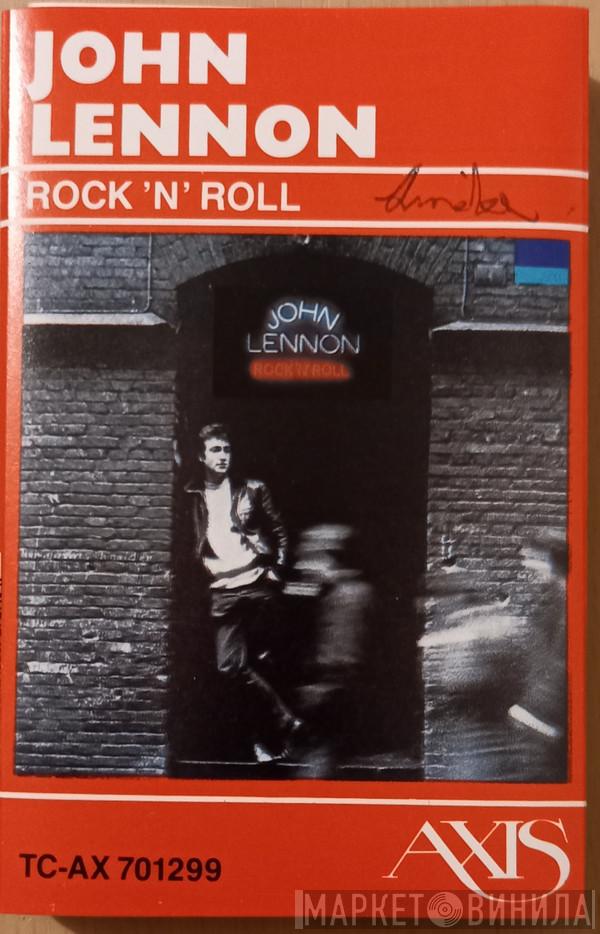 JOHN
LENNON
ROCK 'N' ROLL
JOHN
LENNON
ROCK 'N' ROLL
TC-AX 701299
AXIS
МАРКЕТ ВИНИЛА